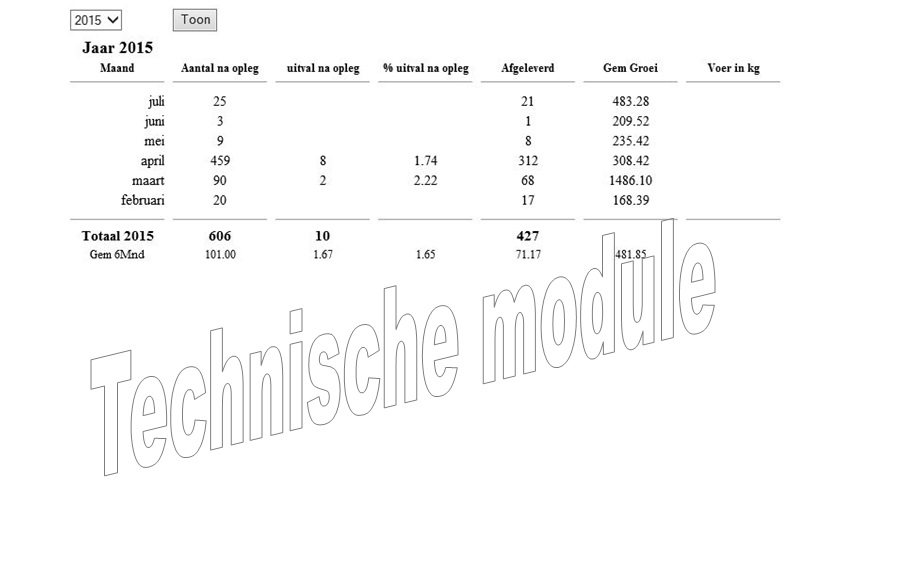 2015 Toon
Jaar 2015
Maand Aantal na opleg uitval na opleg % uitval na opleg Afgeleverd Gem Groei Voer in kg
juli 25 21 483.28
juni 3 1 209.52
mei 9 8 235.42
april 459 8 1.74 312 308.42
maart 90 2 2.22 68 1486.10
februari 20 17 168.39
Totaal 2015 606 10 427
Gem 6Mnd 101.00 1.67 1.65 71.17 481.85
Technische module